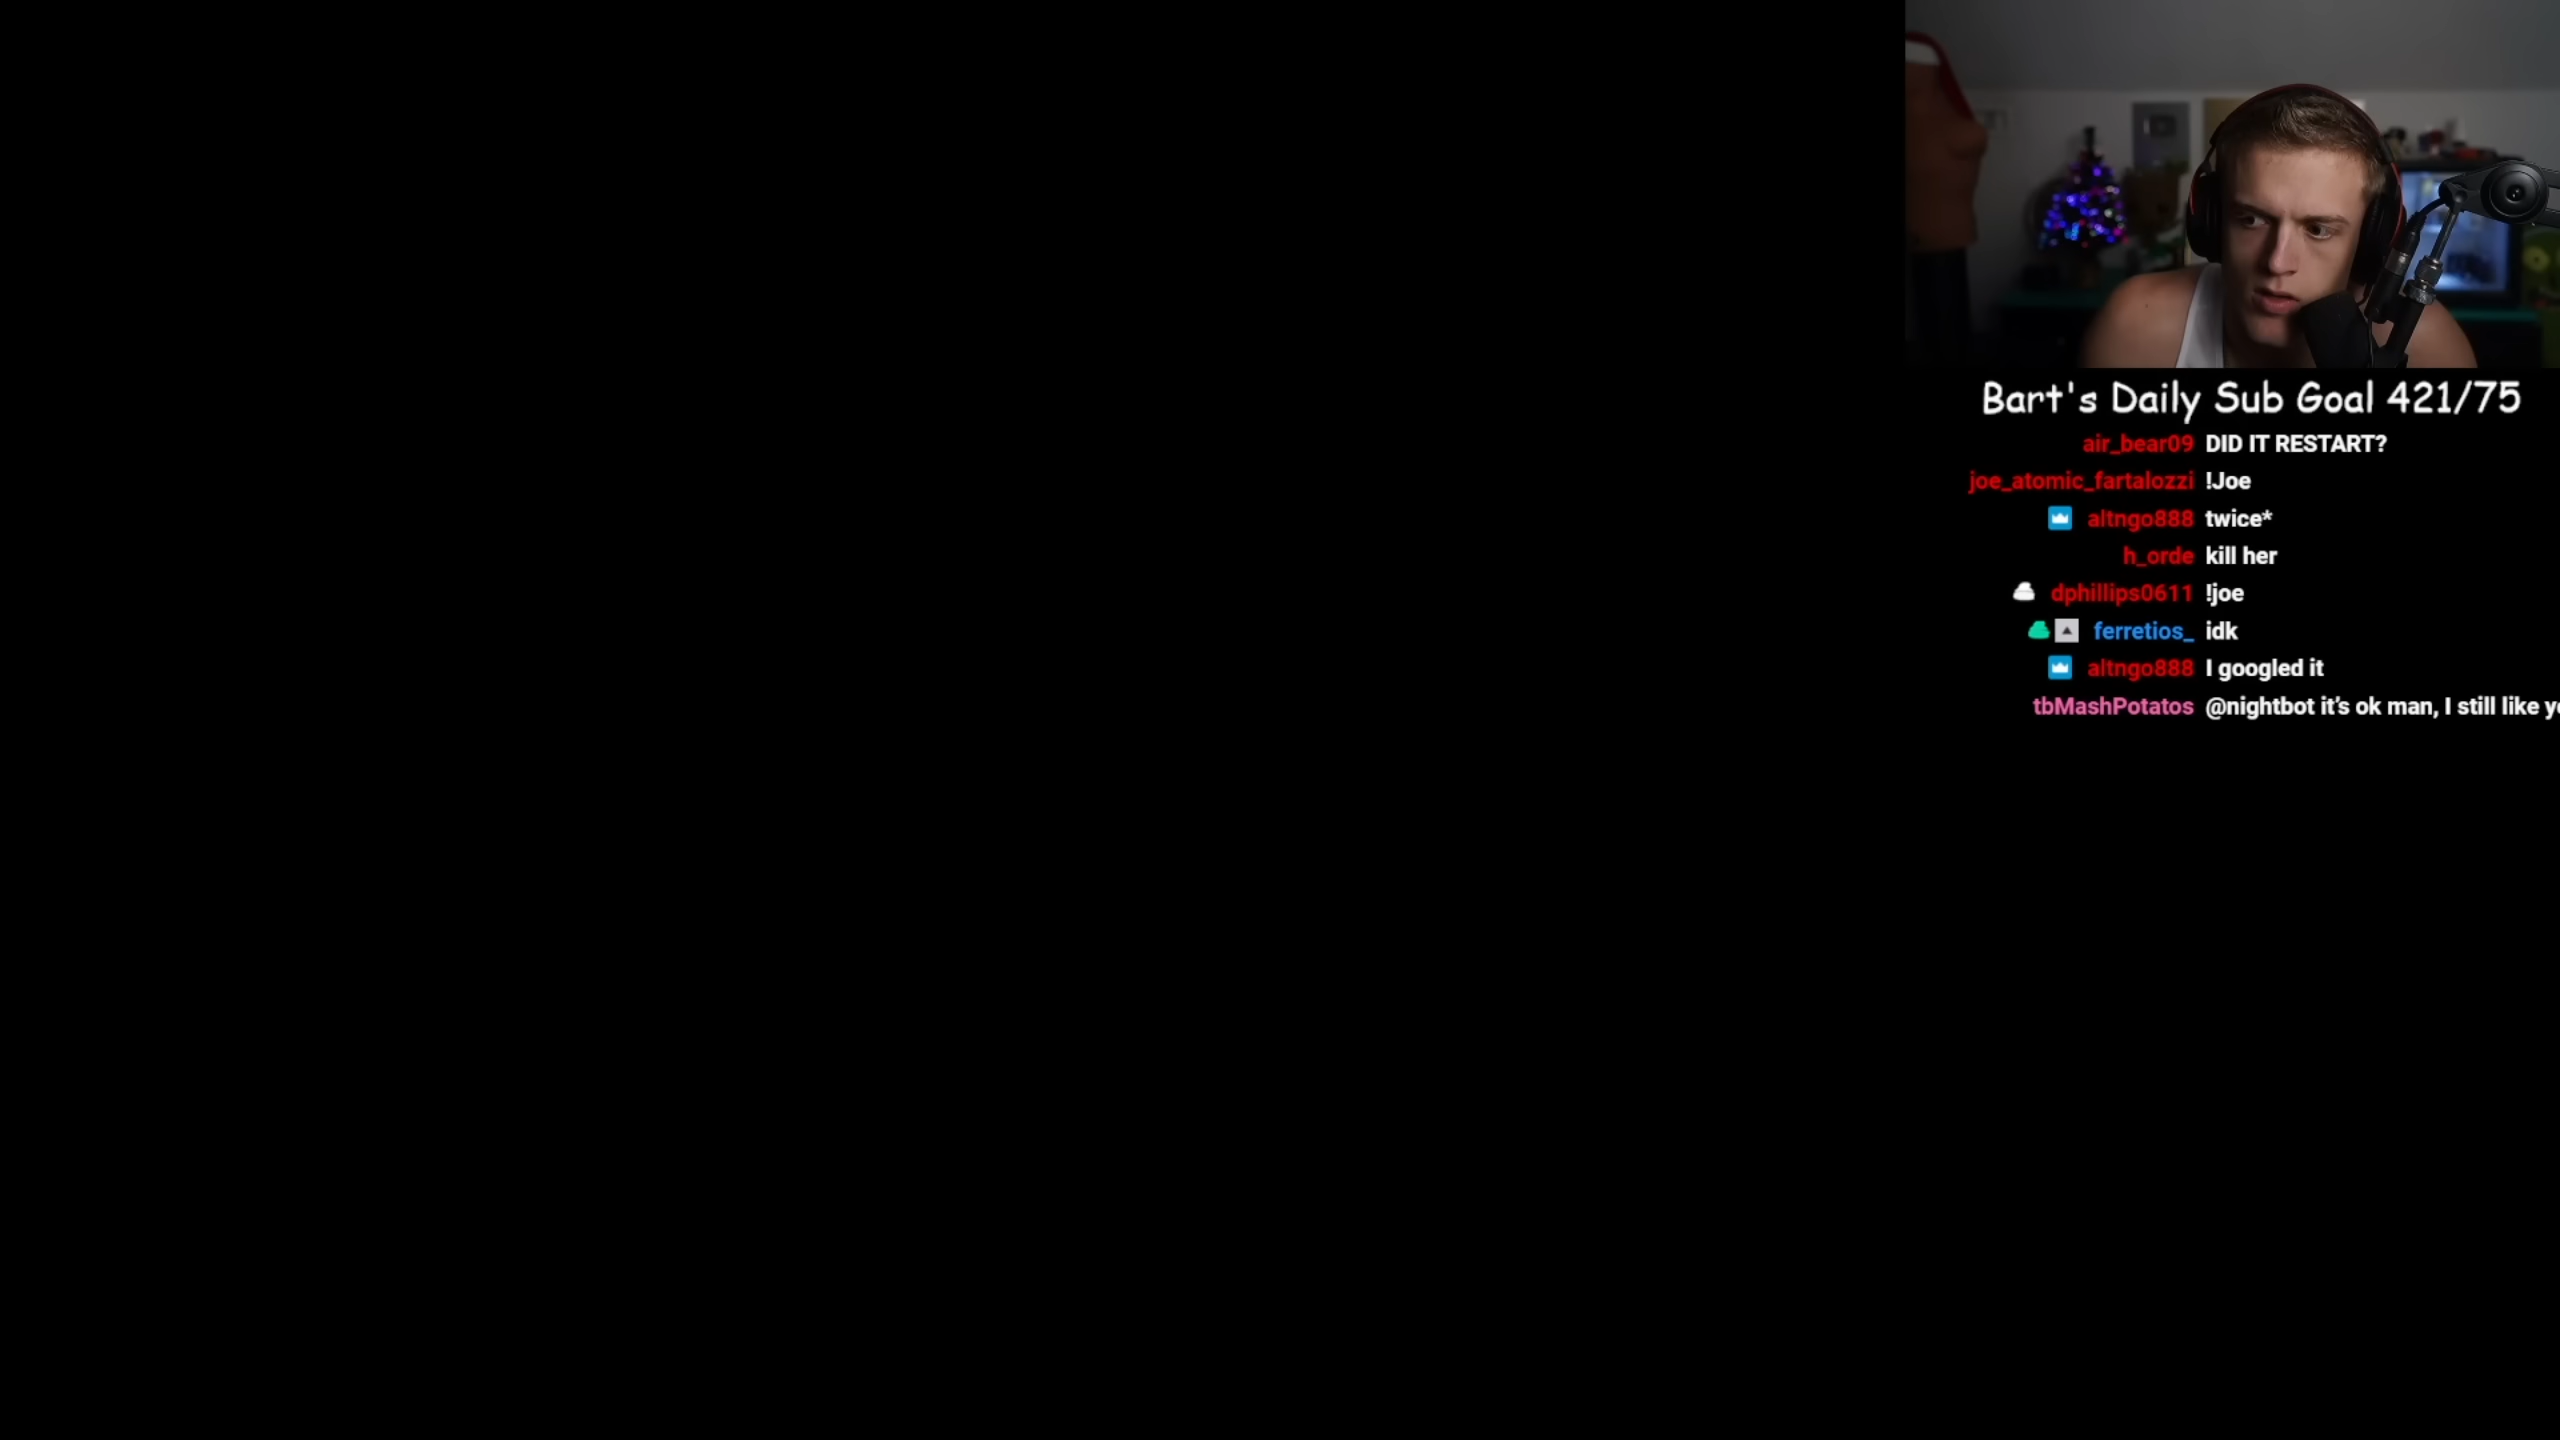 Bart's Daily Sub Goal 421/75
air_bear09 DID IT RESTART?
joe_atomic_fartalozzi !Joe
altngo888 twice*
h_orde kill her
dphillips0611 !joe
ferretios_ idk
altngo888 I googled it
tbMashPotatos @nightbot it's ok man, I still like